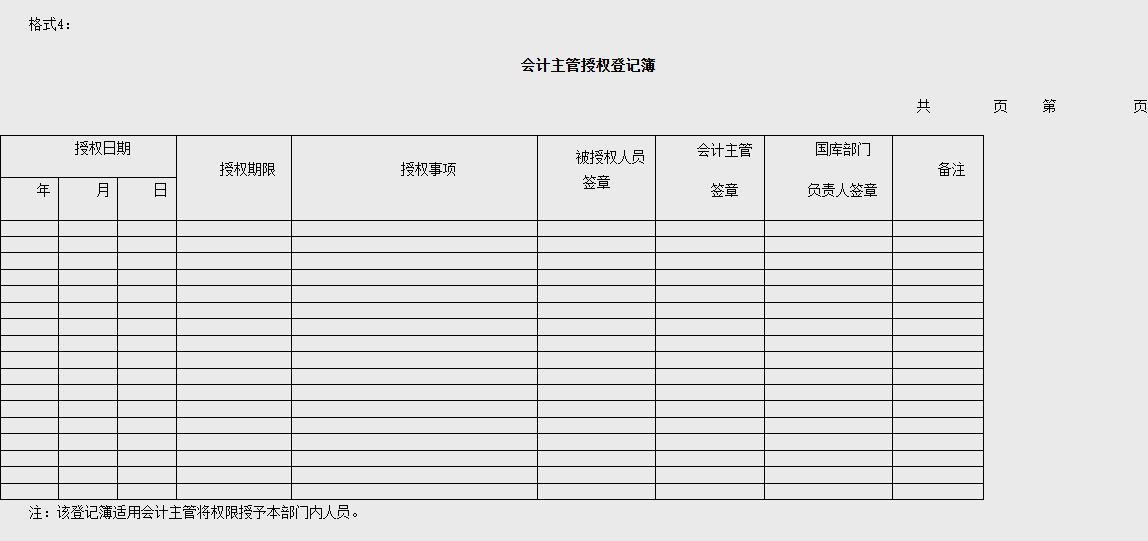 格式4:
会计主管授权登记簿
共 页 第 页
授权日期 授权期限 授权事项 被授权人员签章 会计主管签章 国库部门负责人签章 备注
年 月 日
注: 该登记簿适用会计主管将权限授予本部门内人员。